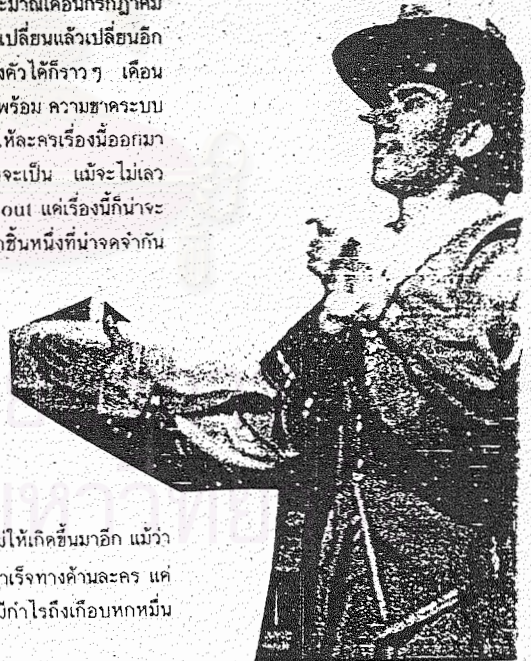 ะมาณเดือนกรกฎาคม
เปลี่ยนแล้วเปลี่ยนอีก
งตัวได้ก็ราว ๆ เดือน
พร้อม ความขาดระบบ
ห้ละครเรื่องนี้ออกมา
จะเป็น แม้จะไม่เลว
out แต่เรื่องนี้ก็น่าจะ
าชิ้นหนึ่งที่น่าจดจำกัน
ม่ให้เกิดขึ้นมาอีก แม้ว่า
ำเร็จทางด้านละคร แต่
มีกำไรถึงเกือบหกหมื่น